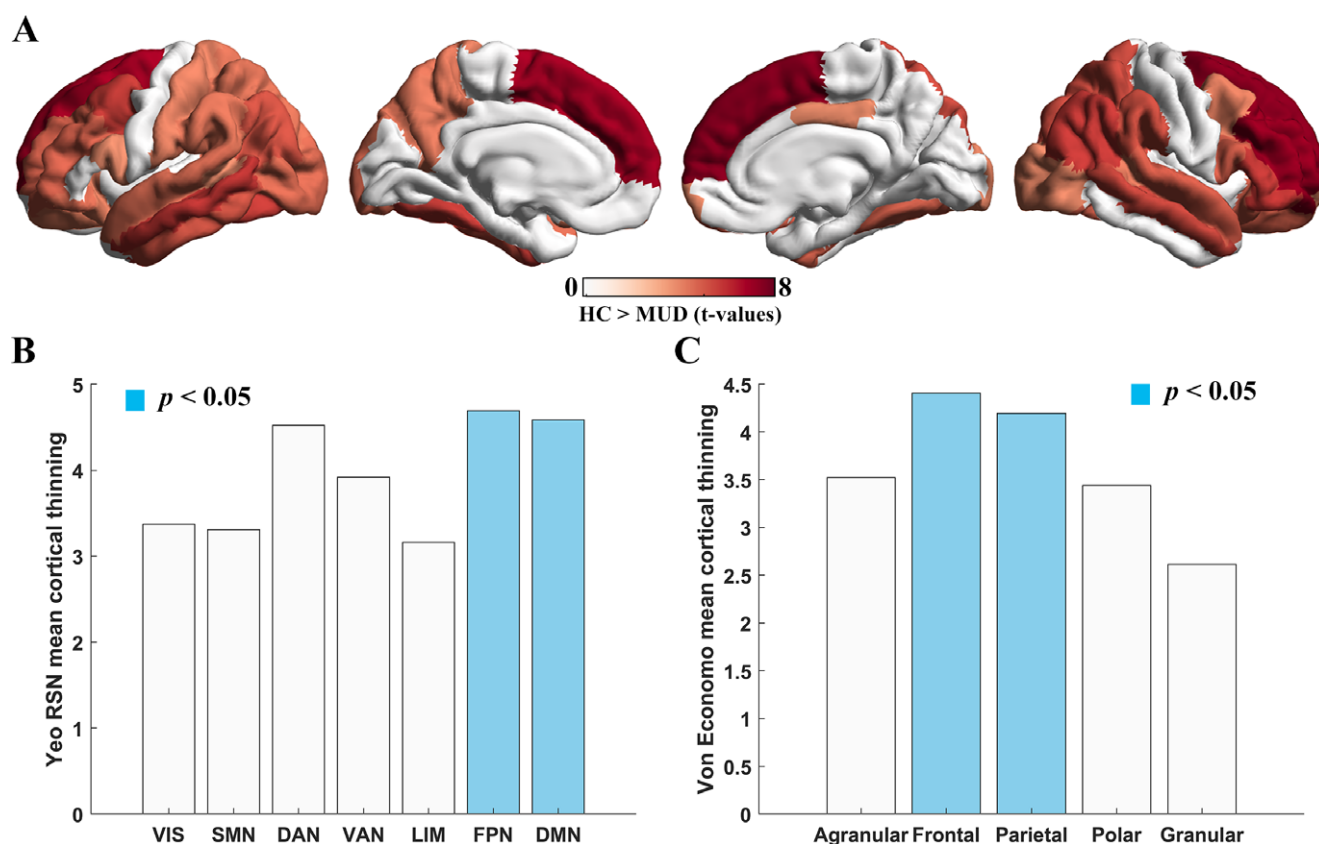 A
0 8
HC > MUD (t-values)
B
p < 0.05
Yeo RSN mean cortical thinning
5
4
3
2
1
0
VIS SMN DAN VAN LIM FPN DMN
C
p < 0.05
Von Economo mean cortical thinning
4.5
4
3.5
3
2.5
2
1.5
1
0.5
0
Agranular Frontal Parietal Polar Granular